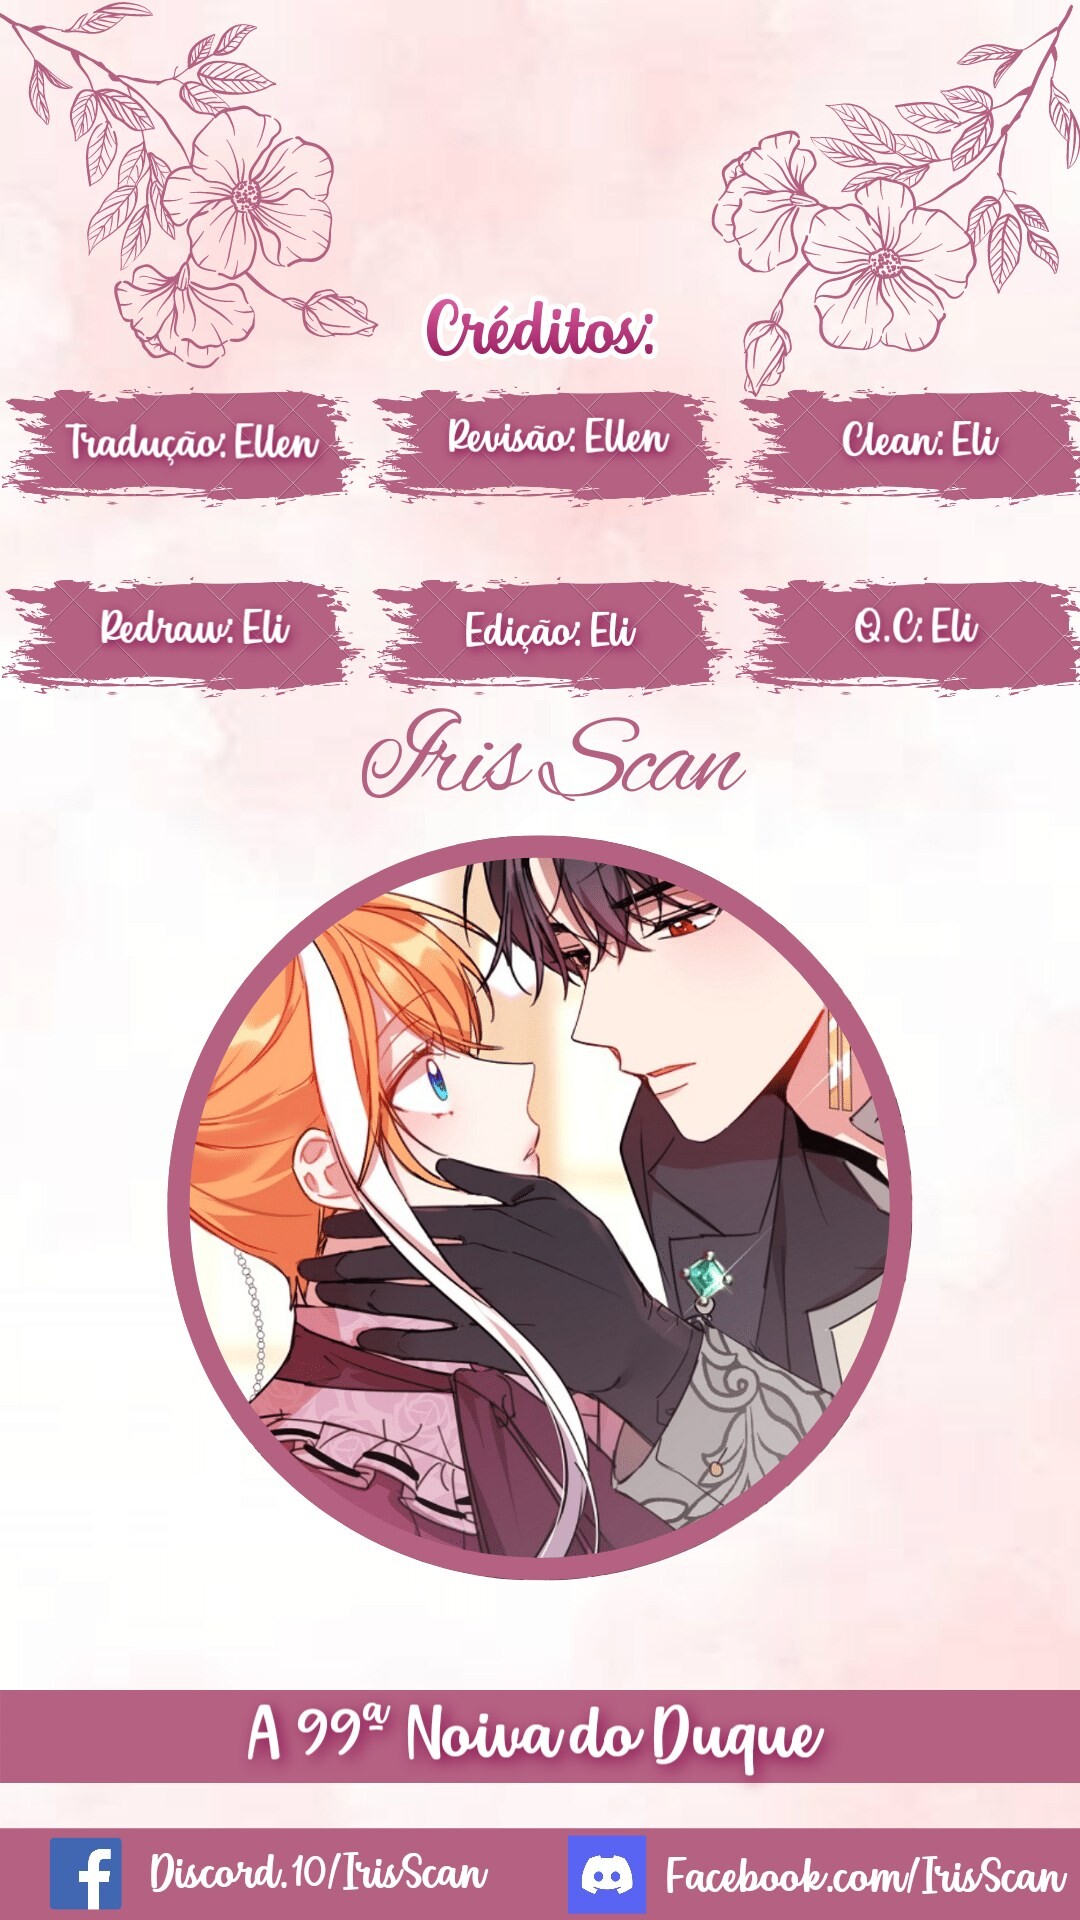 Créditos:
Tradução: Ellen
Revisão: Ellen
Clean: Eli
Redraw: Eli
Edição: Eli
Q.C: Eli
Iris Scan
A 99ª Noiva do Duque
Discord.10/IrisScan
Facebook.com/IrisScan